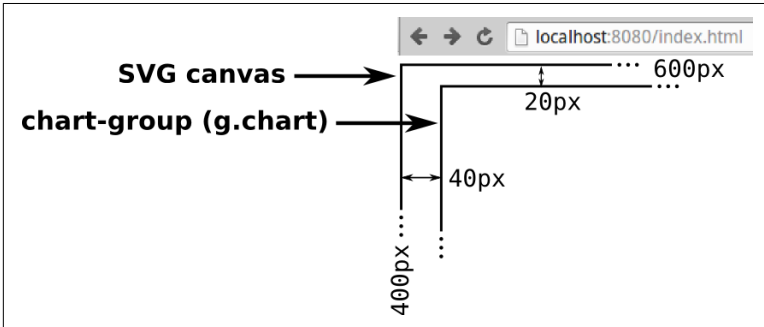 localhost:8080/index.html
SVG canvas
600px
20px
chart-group (g.chart)
40px
400px